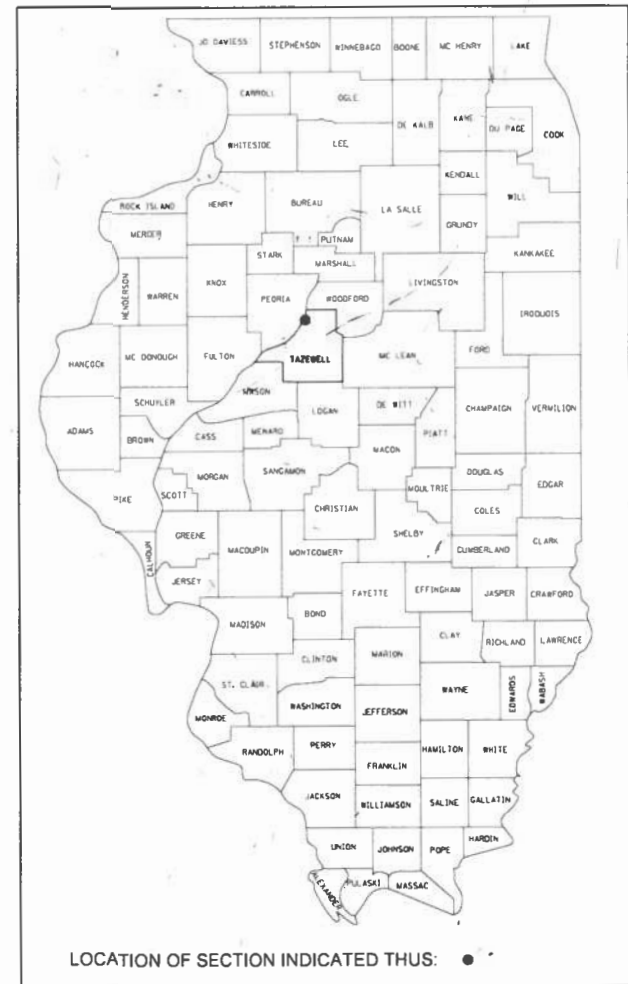 JO DAVIESS STEPHENSON WINNEBAGO BOONE MC HENRY LAKE
CARROLL OGLE DE KALB KANE DU PAGE COOK
WHITESIDE LEE
KENDALL WILL
ROCK ISLAND HENRY BUREAU LA SALLE GRUNDY
MERCER PUTNAM
STARK MARSHALL KANKAKEE
HENDERSON WARREN KNOX PEORIA WOODFORD LIVINGSTON IROQUOIS
HANCOCK MC DONOUGH FULTON TAZEWELL MC LEAN FORD
SCHUYLER MASON LOGAN DE WITT CHAMPAIGN VERMILION
ADAMS BROWN CASS MENARD MACON PIATT
PIKE SCOTT MORGAN SANGAMON CHRISTIAN MOULTRIE DOUGLAS EDGAR
COLES
CALHOUN GREENE MACOUPIN MONTGOMERY SHELBY CUMBERLAND CLARK
JERSEY FAYETTE EFFINGHAM JASPER CRAWFORD
MADISON BOND CLAY RICHLAND LAWRENCE
CLINTON MARION
ST. CLAIR WAYNE EDWARDS WABASH
MONROE WASHINGTON JEFFERSON
RANDOLPH PERRY HAMILTON WHITE
FRANKLIN
JACKSON WILLIAMSON SALINE GALLATIN
UNION JOHNSON POPE HARDIN
ALEXANDER PULASKI MASSAC
LOCATION OF SECTION INDICATED THUS: ●